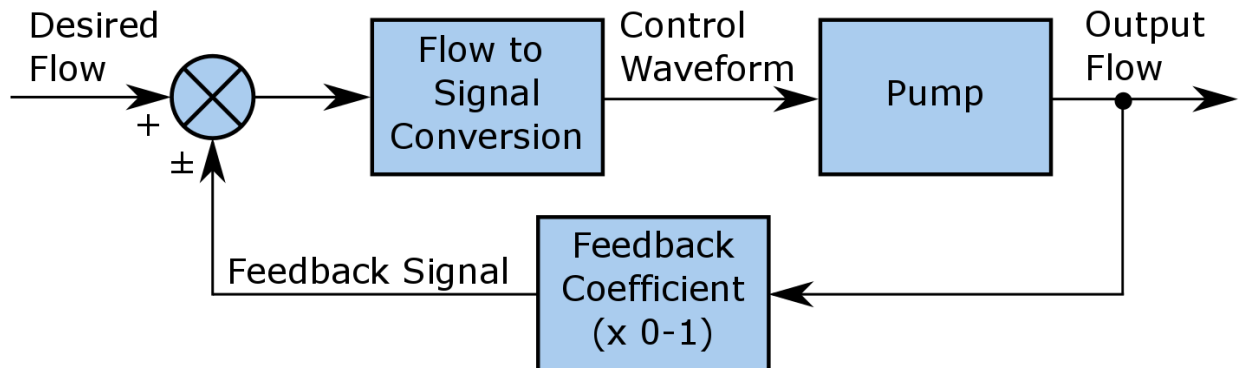 Desired
Flow
+
±
Flow to
Signal
Conversion
Control
Waveform
Pump
Output
Flow
Feedback Signal
Feedback
Coefficient
(x 0-1)